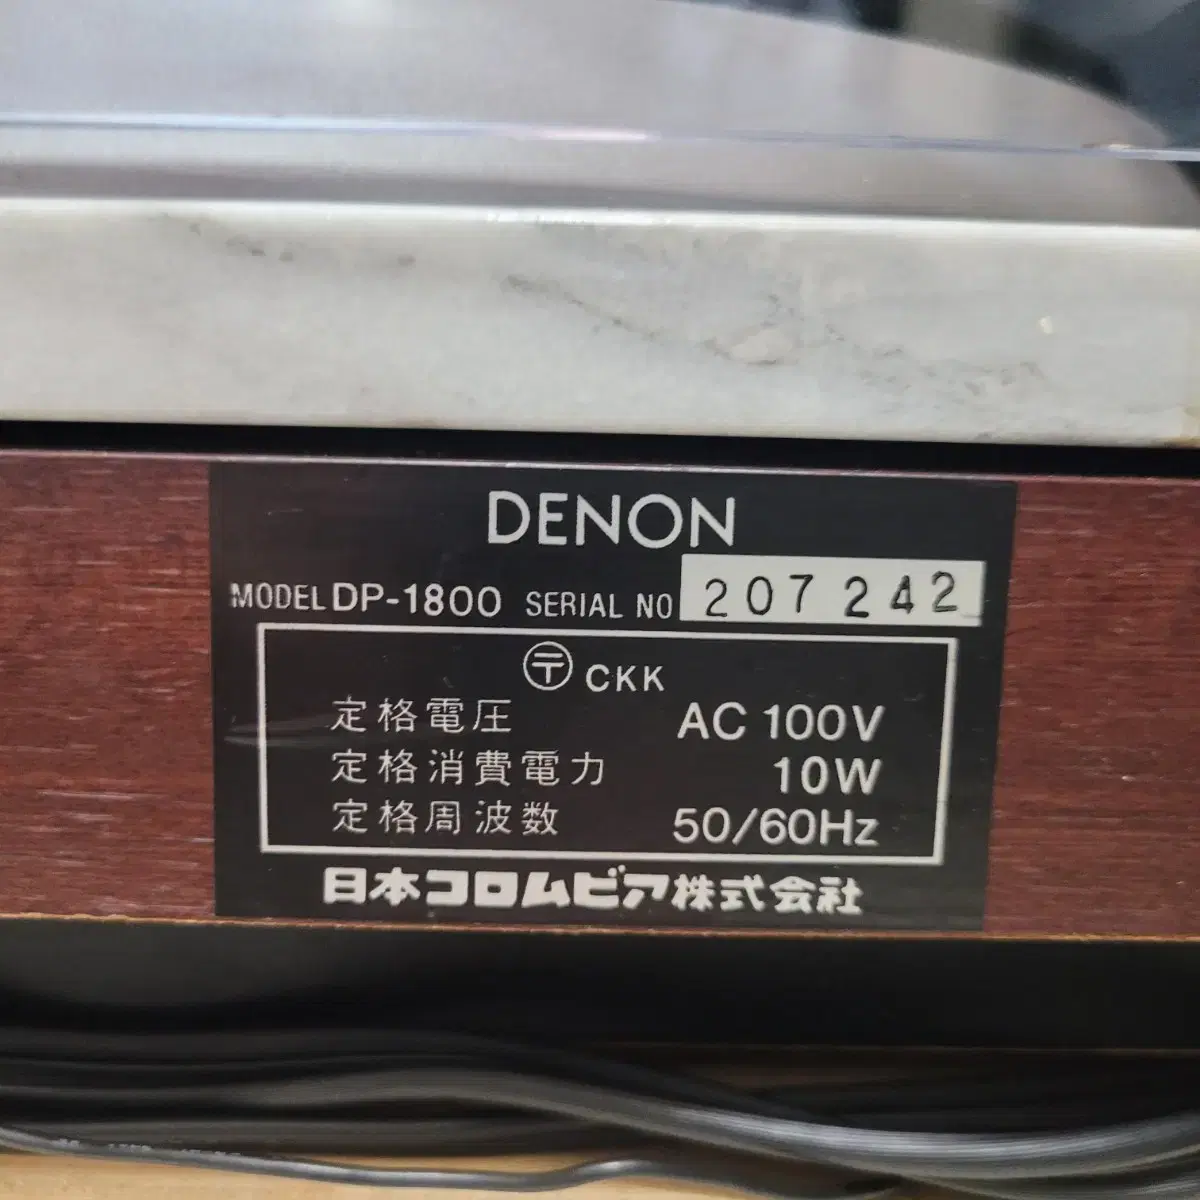 DENON
MODEL DP-1800 SERIAL NO 207 242
〒 CKK
定格電圧 AC 100V
定格消費電力 10W
定格周波数 50/60Hz
日本コロムビア株式会社